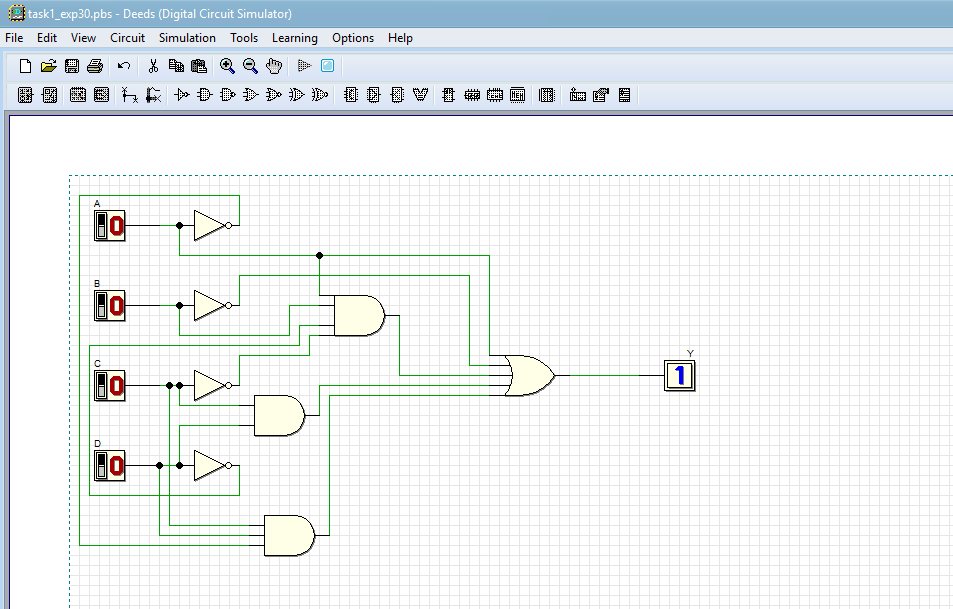 task1_exp30.pbs - Deeds (Digital Circuit Simulator)
File Edit View Circuit Simulation Tools Learning Options Help
A
0
B
0
Y
1
C
0
D
0